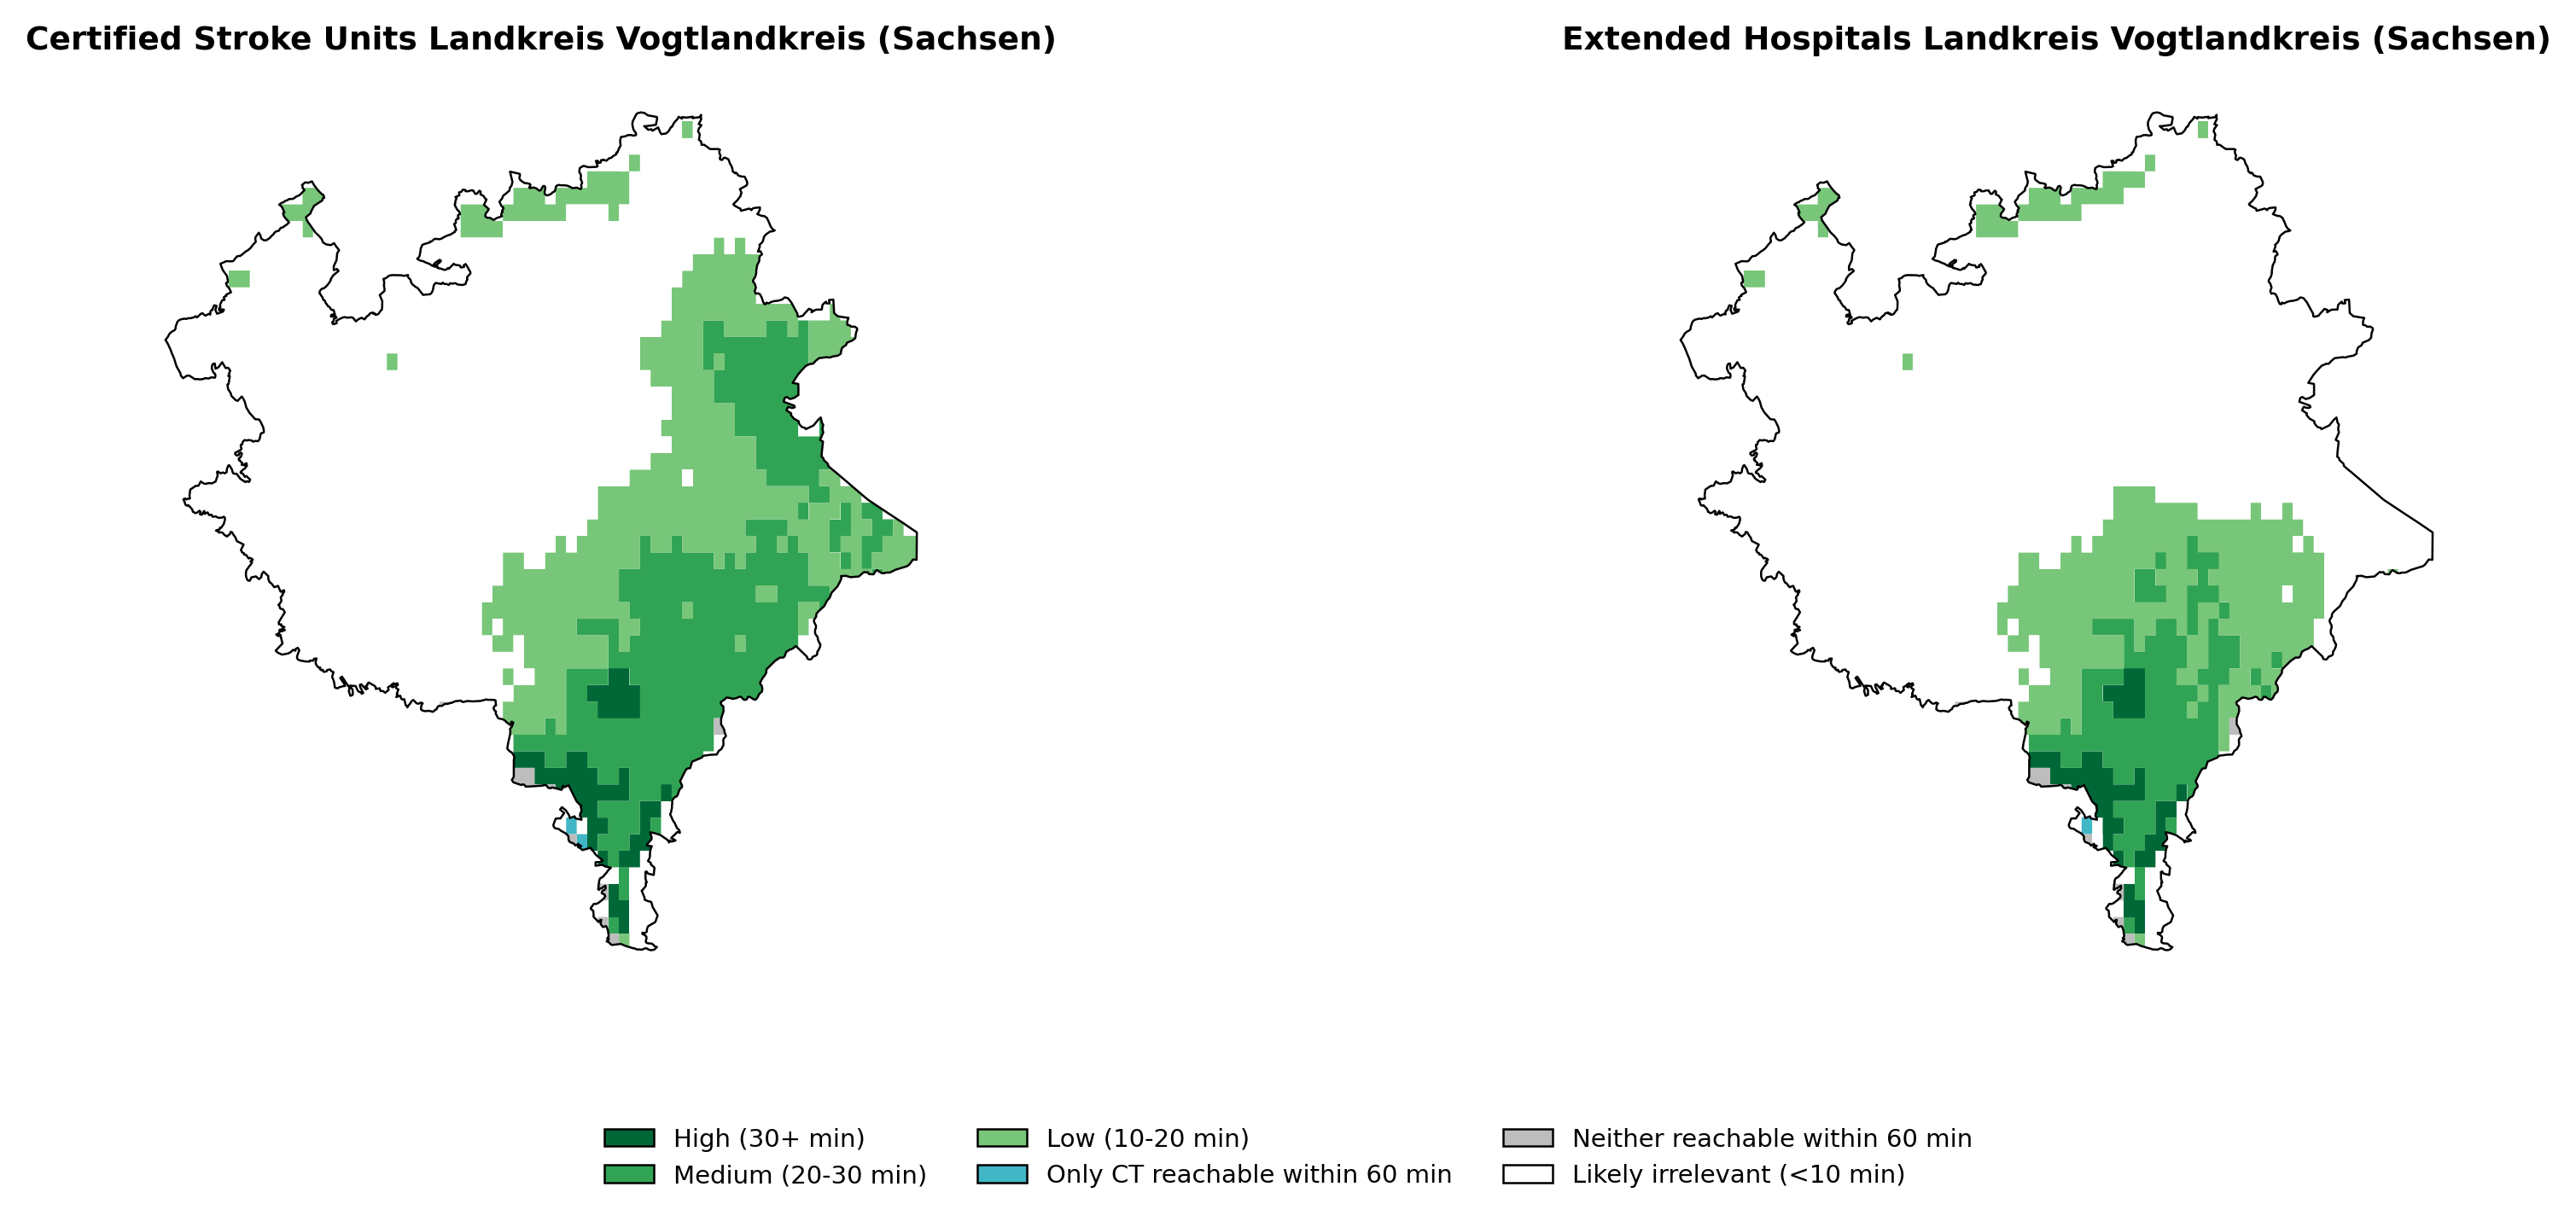 Certified Stroke Units Landkreis Vogtlandkreis (Sachsen)
Extended Hospitals Landkreis Vogtlandkreis (Sachsen)
High (30+ min)
Medium (20-30 min)
Low (10-20 min)
Only CT reachable within 60 min
Neither reachable within 60 min
Likely irrelevant (<10 min)